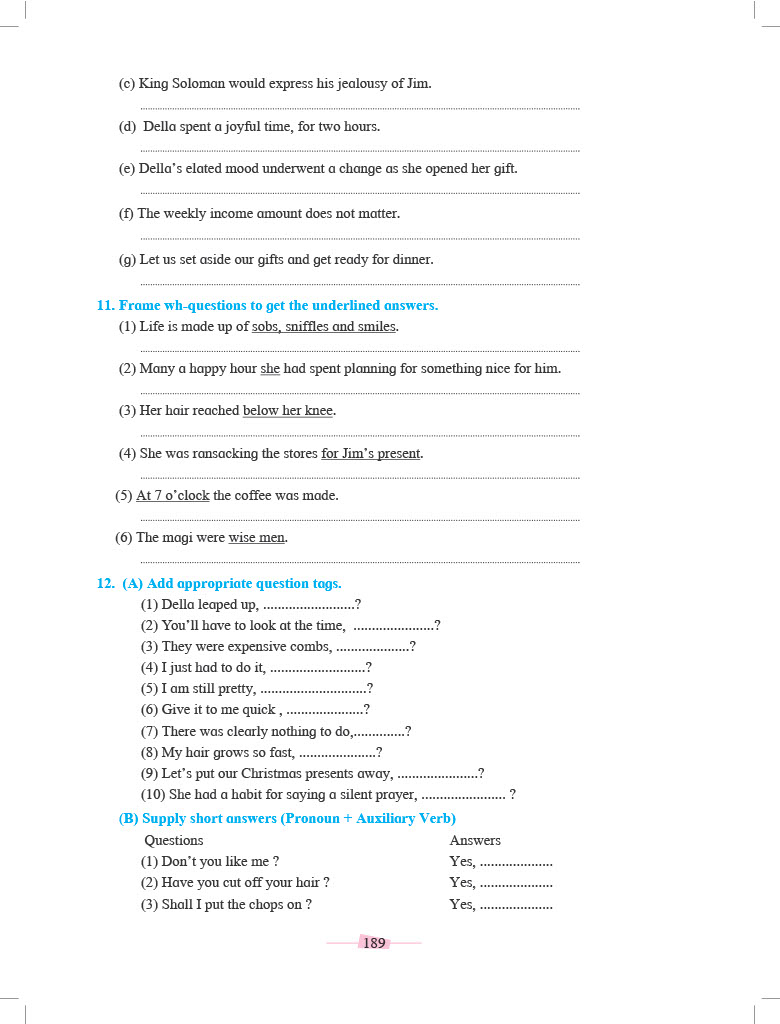 (c) King Soloman would express his jealousy of Jim.
................................................................................
(d) Della spent a joyful time, for two hours.
................................................................................
(e) Della’s elated mood underwent a change as she opened her gift.
................................................................................
(f) The weekly income amount does not matter.
................................................................................
(g) Let us set aside our gifts and get ready for dinner.
................................................................................
11. Frame wh-questions to get the underlined answers.
(1) Life is made up of sobs, sniffles and smiles.
................................................................................
(2) Many a happy hour she had spent planning for something nice for him.
................................................................................
(3) Her hair reached below her knee.
................................................................................
(4) She was ransacking the stores for Jim’s present.
................................................................................
(5) At 7 o’clock the coffee was made.
................................................................................
(6) The magi were wise men.
................................................................................
12. (A) Add appropriate question tags.
(1) Della leaped up, .........................?
(2) You’ll have to look at the time, ......................?
(3) They were expensive combs, ....................?
(4) I just had to do it, ..........................?
(5) I am still pretty, .............................?
(6) Give it to me quick , .....................?
(7) There was clearly nothing to do,..............?
(8) My hair grows so fast, .....................?
(9) Let’s put our Christmas presents away, ......................?
(10) She had a habit for saying a silent prayer, ....................... ?
(B) Supply short answers (Pronoun + Auxiliary Verb)
Questions Answers
(1) Don’t you like me ? Yes, ....................
(2) Have you cut off your hair ? Yes, ....................
(3) Shall I put the chops on ? Yes, ....................
189